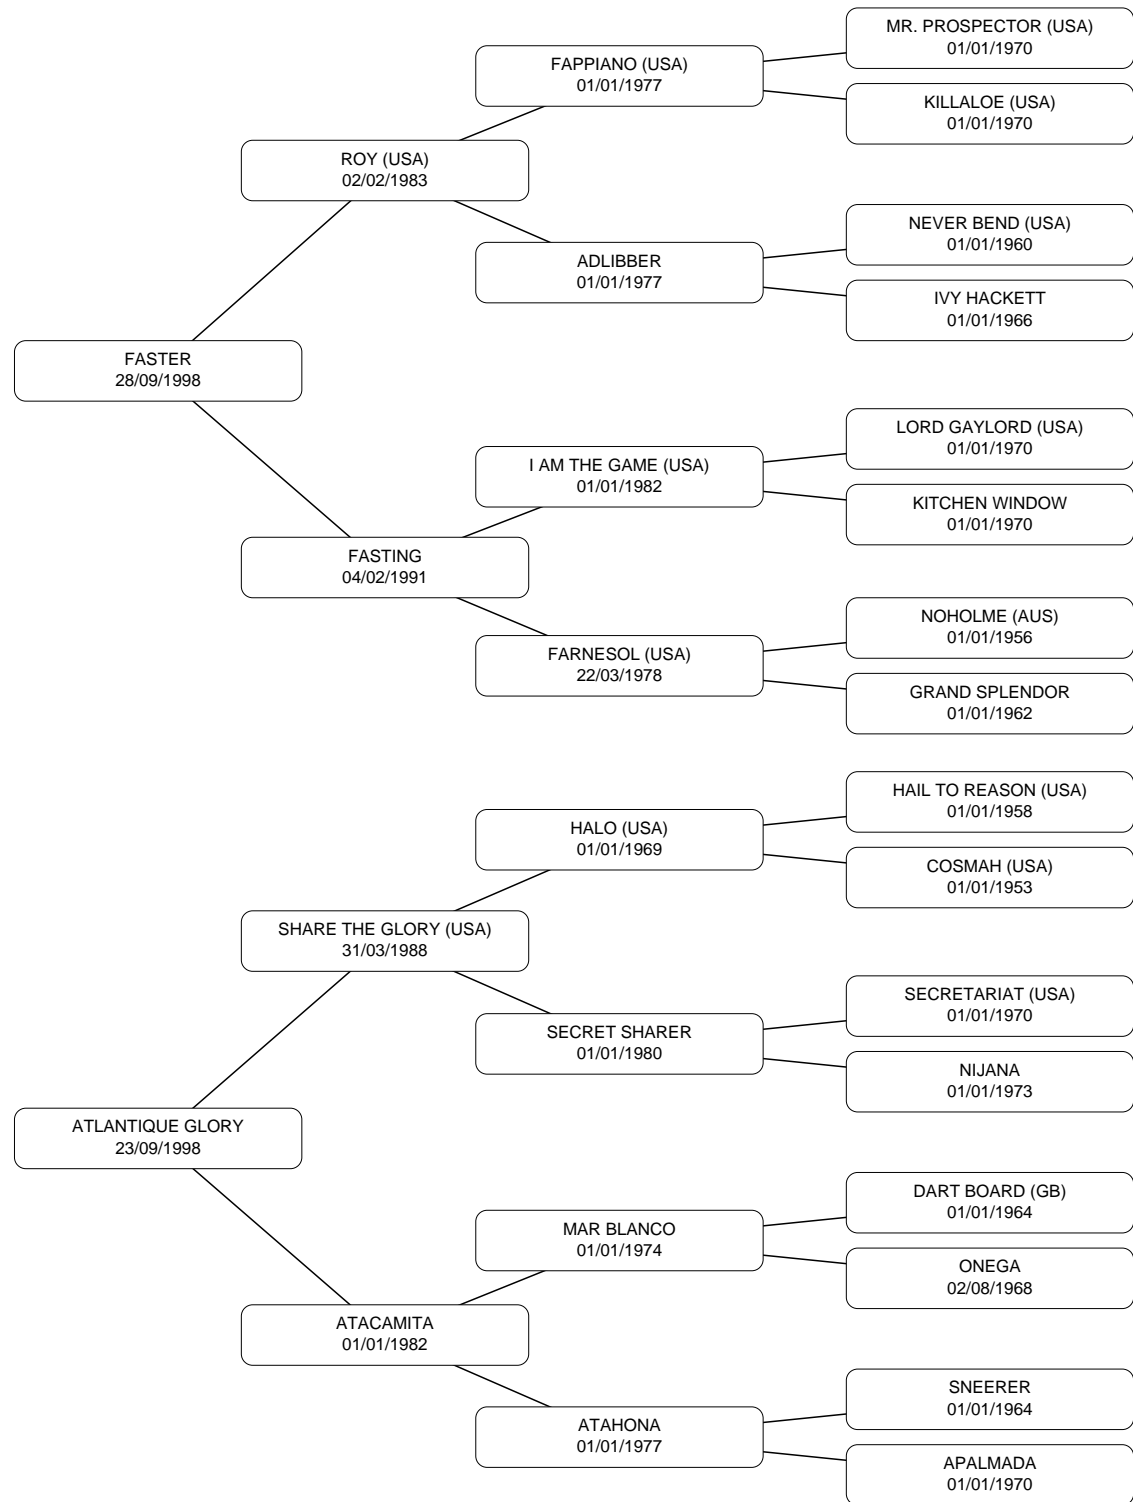 MR. PROSPECTOR (USA)
01/01/1970
FAPPIANO (USA)
01/01/1977
KILLALOE (USA)
01/01/1970
ROY (USA)
02/02/1983
NEVER BEND (USA)
01/01/1960
ADLIBBER
01/01/1977
IVY HACKETT
01/01/1966
FASTER
28/09/1998
LORD GAYLORD (USA)
01/01/1970
I AM THE GAME (USA)
01/01/1982
KITCHEN WINDOW
01/01/1970
FASTING
04/02/1991
NOHOLME (AUS)
01/01/1956
FARNESOL (USA)
22/03/1978
GRAND SPLENDOR
01/01/1962
HAIL TO REASON (USA)
01/01/1958
HALO (USA)
01/01/1969
COSMAH (USA)
01/01/1953
SHARE THE GLORY (USA)
31/03/1988
SECRETARIAT (USA)
01/01/1970
SECRET SHARER
01/01/1980
NIJANA
01/01/1973
ATLANTIQUE GLORY
23/09/1998
DART BOARD (GB)
01/01/1964
MAR BLANCO
01/01/1974
ONEGA
02/08/1968
ATACAMITA
01/01/1982
SNEERER
01/01/1964
ATAHONA
01/01/1977
APALMADA
01/01/1970